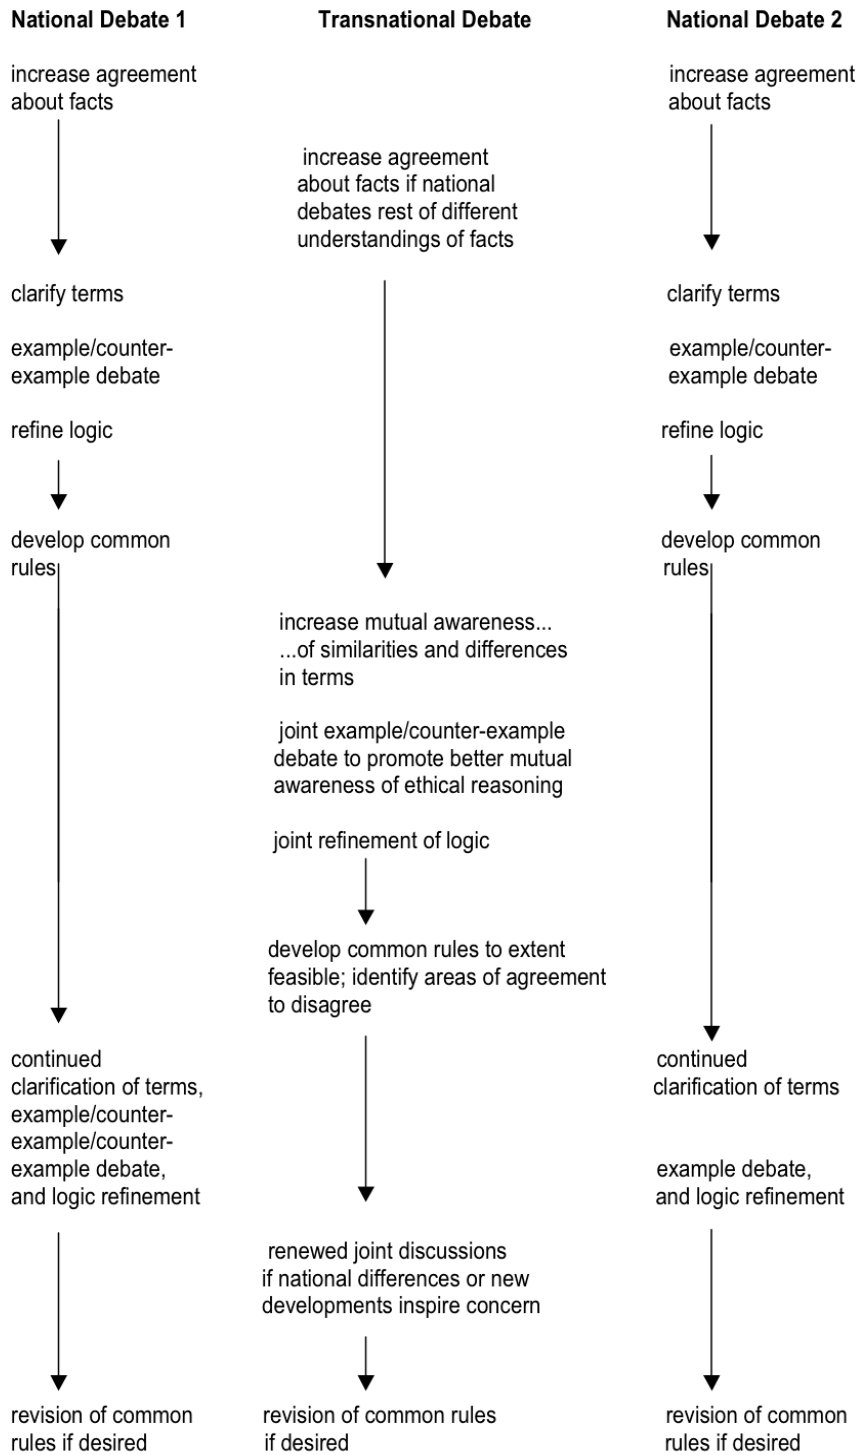 National Debate 1
increase agreement
about facts
clarify terms
example/counter-
example debate
refine logic
develop common
rules
continued
clarification of terms,
example/counter-
example/counter-
example debate,
and logic refinement
revision of common
rules if desired
Transnational Debate
increase agreement
about facts if national
debates rest of different
understandings of facts
increase mutual awareness...
...of similarities and differences
in terms
joint example/counter-example
debate to promote better mutual
awareness of ethical reasoning
joint refinement of logic
develop common rules to extent
feasible; identify areas of agreement
to disagree
renewed joint discussions
if national differences or new
developments inspire concern
revision of common rules
if desired
National Debate 2
increase agreement
about facts
clarify terms
example/counter-
example debate
refine logic
develop common
rules
continued
clarification of terms
example debate,
and logic refinement
revision of common
rules if desired